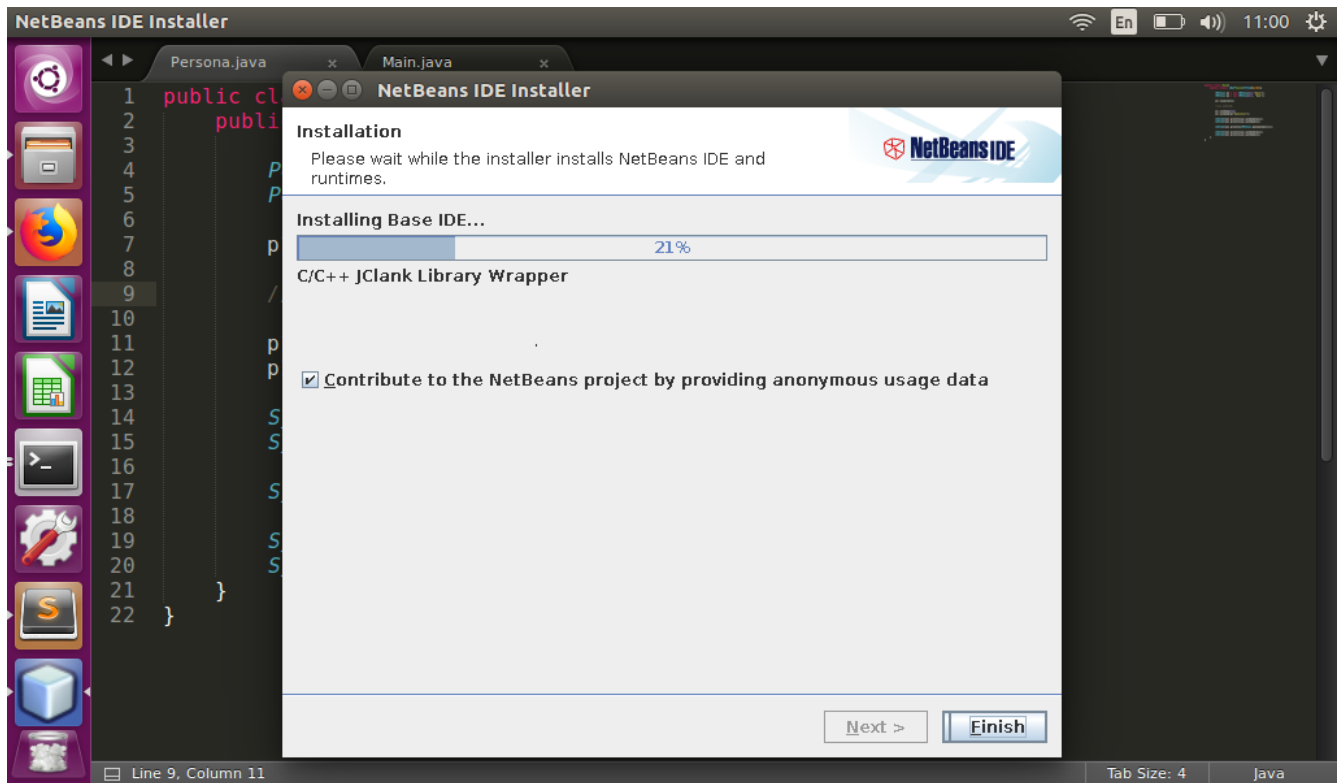 NetBeans IDE Installer
En
11:00
Persona.java × Main.java ×
1 public cl
2 publi
3
4 P
5 P
6
7 p
8
9 /
10
11 p
12 p
13
14 S
15 S
16
17 S
18
19 S
20 S
21 }
22 }
NetBeans IDE Installer
Installation
Please wait while the installer installs NetBeans IDE and
runtimes.
NetBeans IDE
Installing Base IDE...
21%
C/C++ JClank Library Wrapper
Contribute to the NetBeans project by providing anonymous usage data
Next >
Finish
Line 9, Column 11
Tab Size: 4
Java